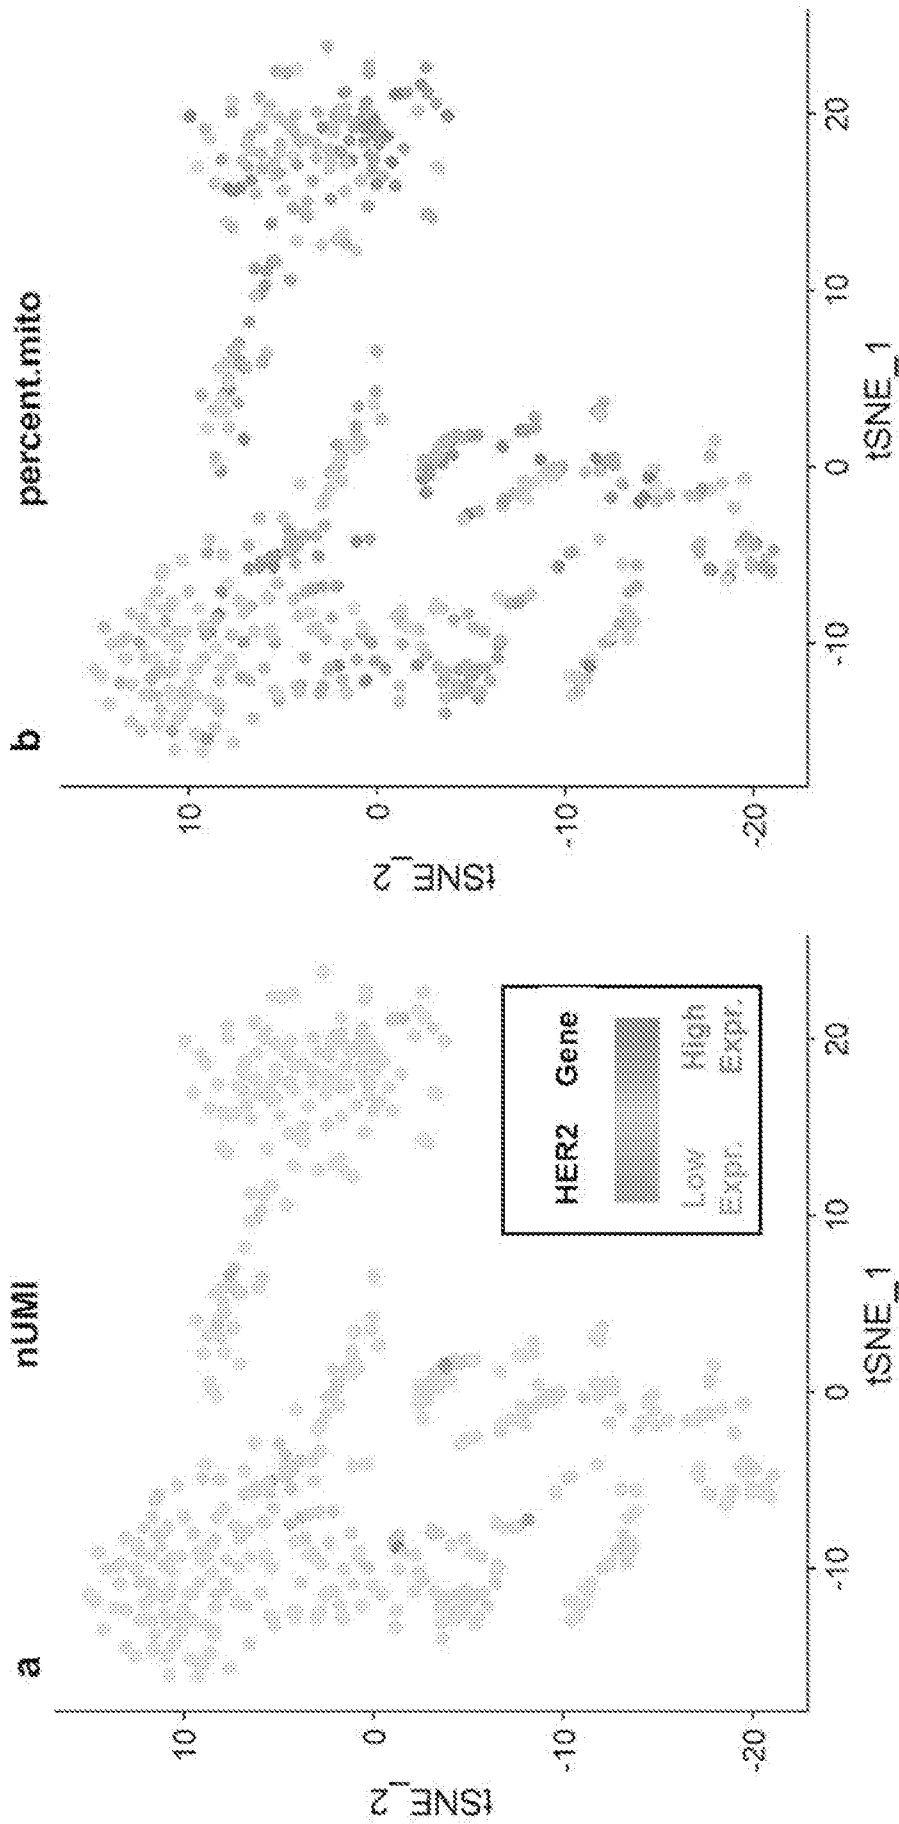 a
nUMI
10
0
-10
-20
tSNE_2
-10
0
10
20
tSNE_1
HER2 Gene
Low High
Expr. Expr.
b
percent.mito
10
0
-10
-20
tSNE_2
-10
0
10
20
tSNE_1